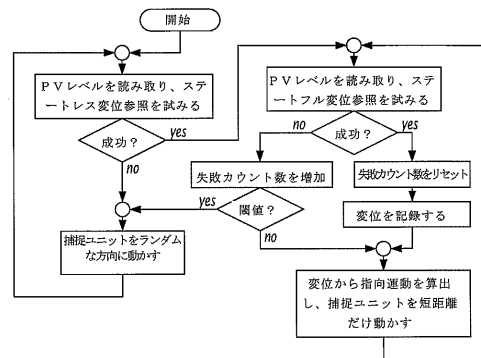 開始
PVレベルを読み取り、ステ
ートレス変位参照を試みる
成功？
yes
no
捕捉ユニットをランダム
な方向に動かす
PVレベルを読み取り、ステ
ートフル変位参照を試みる
成功？
no
yes
失敗カウント数を増加
失敗カウント数をリセット
閾値？
yes
no
変位を記録する
変位から指向運動を算出
し、捕捉ユニットを短距離
だけ動かす